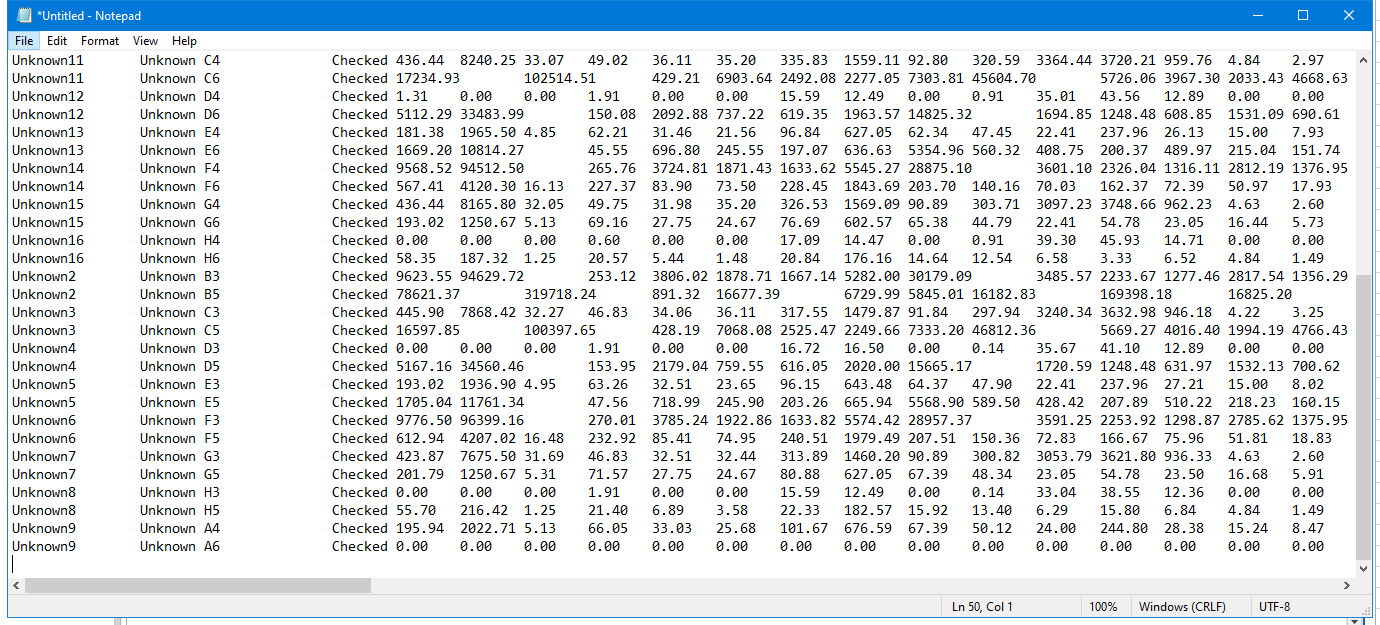 *Untitled - Notepad
File Edit Format View Help
Unknown11 Unknown C4 Checked 436.44 8240.25 33.07 49.02 36.11 35.20 335.83 1559.11 92.80 320.59 3364.44 3720.21 959.76 4.84 2.97
Unknown11 Unknown C6 Checked 17234.93 102514.51 429.21 6903.64 2492.08 2277.05 7303.81 45604.70 5726.06 3967.30 2033.43 4668.63
Unknown12 Unknown D4 Checked 1.31 0.00 0.00 1.91 0.00 0.00 15.59 12.49 0.00 0.91 35.01 43.56 12.89 0.00 0.00
Unknown12 Unknown D6 Checked 5112.29 33483.99 150.08 2092.88 737.22 619.35 1963.57 14825.32 1694.85 1248.48 608.85 1531.09 690.61
Unknown13 Unknown E4 Checked 181.38 1965.50 4.85 62.21 31.46 21.56 96.84 627.05 62.34 47.45 22.41 237.96 26.13 15.00 7.93
Unknown13 Unknown E6 Checked 1669.20 10814.27 45.55 696.80 245.55 197.07 636.63 5354.96 560.32 408.75 200.37 489.97 215.04 151.74
Unknown14 Unknown F4 Checked 9568.52 94512.50 265.76 3724.81 1871.43 1633.62 5545.27 28875.10 3601.10 2326.04 1316.11 2812.19 1376.95
Unknown14 Unknown F6 Checked 567.41 4120.30 16.13 227.37 83.90 73.50 228.45 1843.69 203.70 140.16 70.03 162.37 72.39 50.97 17.93
Unknown15 Unknown G4 Checked 436.44 8165.80 32.05 49.75 31.98 35.20 326.53 1569.09 90.89 303.71 3097.23 3748.66 962.23 4.63 2.60
Unknown15 Unknown G6 Checked 193.02 1250.67 5.13 69.16 27.75 24.67 76.69 602.57 65.38 44.79 22.41 54.78 23.05 16.44 5.73
Unknown16 Unknown H4 Checked 0.00 0.00 0.00 0.60 0.00 0.00 17.09 14.47 0.00 0.91 39.30 45.93 14.71 0.00 0.00
Unknown16 Unknown H6 Checked 58.35 187.32 1.25 20.57 5.44 1.48 20.84 176.16 14.64 12.54 6.58 3.33 6.52 4.84 1.49
Unknown2 Unknown B3 Checked 9623.55 94629.72 253.12 3806.02 1878.71 1667.14 5282.00 30179.09 3485.57 2233.67 1277.46 2817.54 1356.29
Unknown2 Unknown B5 Checked 78621.37 319718.24 891.32 16677.39 6729.99 5845.01 16182.83 169398.18 16825.20
Unknown3 Unknown C3 Checked 445.90 7868.42 32.27 46.83 34.06 36.11 317.55 1479.87 91.84 297.94 3240.34 3632.98 946.18 4.22 3.25
Unknown3 Unknown C5 Checked 16597.85 100397.65 428.19 7068.08 2525.47 2249.66 7333.20 46812.36 5669.27 4016.40 1994.19 4766.43
Unknown4 Unknown D3 Checked 0.00 0.00 0.00 1.91 0.00 0.00 16.72 16.50 0.00 0.14 35.67 41.10 12.89 0.00 0.00
Unknown4 Unknown D5 Checked 5167.16 34560.46 153.95 2179.04 759.55 616.05 2020.00 15665.17 1720.59 1248.48 631.97 1532.13 700.62
Unknown5 Unknown E3 Checked 193.02 1936.90 4.95 63.26 32.51 23.65 96.15 643.48 64.37 47.90 22.41 237.96 27.21 15.00 8.02
Unknown5 Unknown E5 Checked 1705.04 11761.34 47.56 718.99 245.90 203.26 665.94 5568.90 589.50 428.42 207.89 510.22 218.23 160.15
Unknown6 Unknown F3 Checked 9776.50 96399.16 270.01 3785.24 1922.86 1633.82 5574.42 28957.37 3591.25 2253.92 1298.87 2785.62 1375.95
Unknown6 Unknown F5 Checked 612.94 4207.02 16.48 232.92 85.41 74.95 240.51 1979.49 207.51 150.36 72.83 166.67 75.96 51.81 18.83
Unknown7 Unknown G3 Checked 423.87 7675.50 31.69 46.83 32.51 32.44 313.89 1460.20 90.89 300.82 3053.79 3621.80 936.33 4.63 2.60
Unknown7 Unknown G5 Checked 201.79 1250.67 5.31 71.57 27.75 24.67 80.88 627.05 67.39 48.34 23.05 54.78 23.50 16.68 5.91
Unknown8 Unknown H3 Checked 0.00 0.00 0.00 1.91 0.00 0.00 15.59 12.49 0.00 0.14 33.04 38.55 12.36 0.00 0.00
Unknown8 Unknown H5 Checked 55.70 216.42 1.25 21.40 6.89 3.58 22.33 182.57 15.92 13.40 6.29 15.80 6.84 4.84 1.49
Unknown9 Unknown A4 Checked 195.94 2022.71 5.13 66.05 33.03 25.68 101.67 676.59 67.39 50.12 24.00 244.80 28.38 15.24 8.47
Unknown9 Unknown A6 Checked 0.00 0.00 0.00 0.00 0.00 0.00 0.00 0.00 0.00 0.00 0.00 0.00 0.00 0.00 0.00
Ln 50, Col 1 100% Windows (CRLF) UTF-8